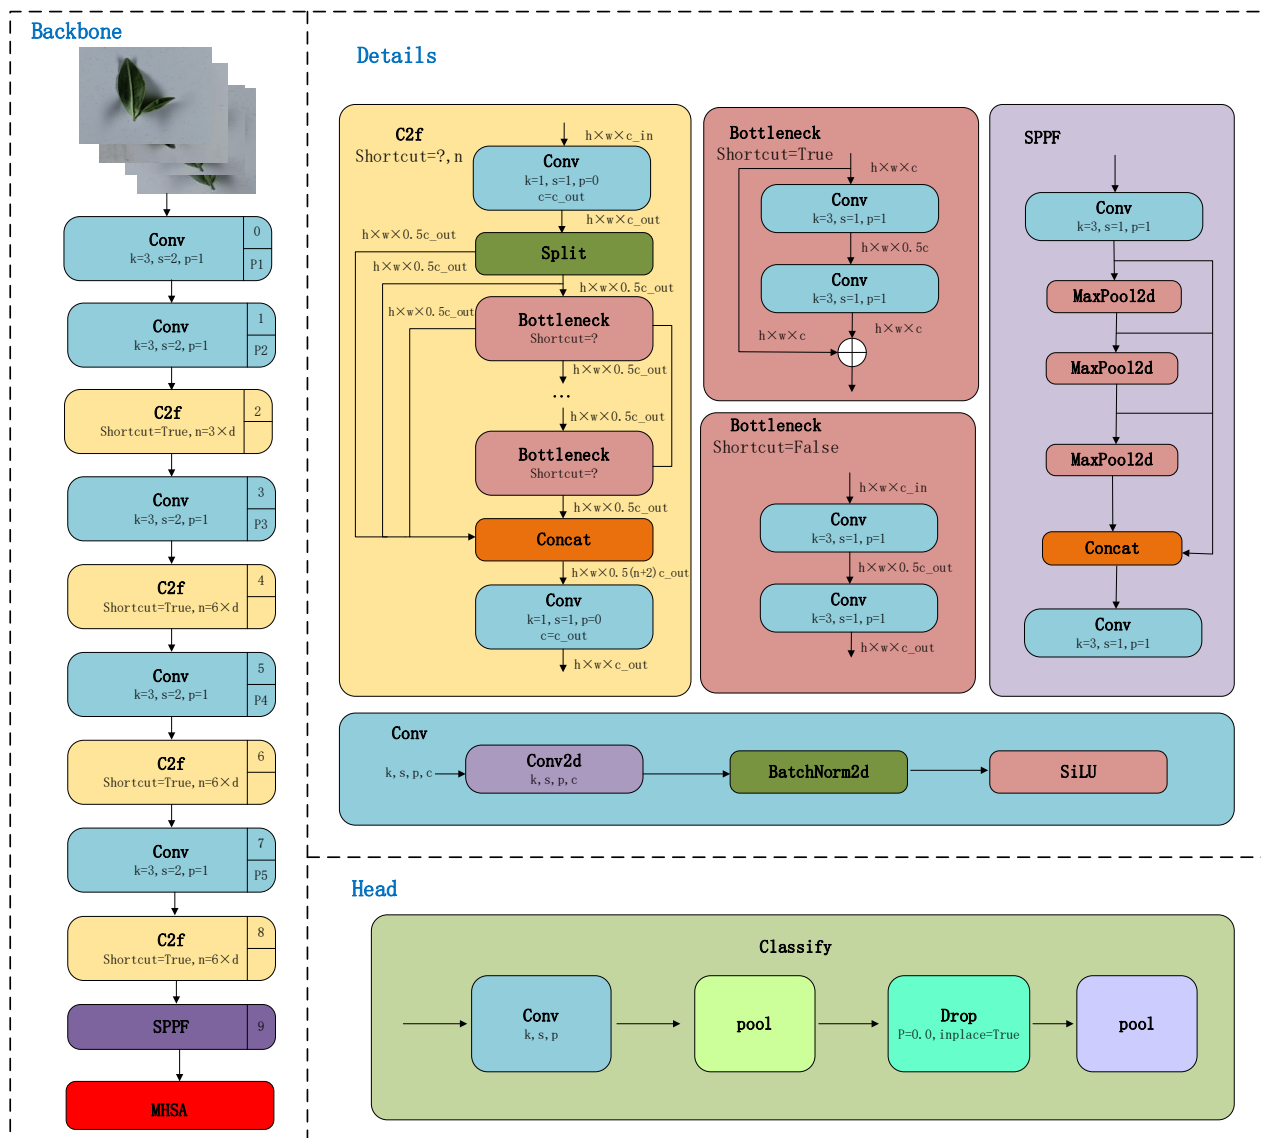 Backbone
Conv
k=3,s=2,p=1
0
P1
Conv
k=3,s=2,p=1
1
P2
C2f
Shortcut=True,n=3×d
2
Conv
k=3,s=2,p=1
3
P3
C2f
Shortcut=True,n=6×d
4
Conv
k=3,s=2,p=1
5
P4
C2f
Shortcut=True,n=6×d
6
Conv
k=3,s=2,p=1
7
P5
C2f
Shortcut=True,n=6×d
8
SPPF
9
MHSA
Details
C2f
Shortcut=?,n
h×w×c_in
Conv
k=1,s=1,p=0
c=c_out
h×w×c_out
h×w×0.5c_out
Split
h×w×0.5c_out
h×w×0.5c_out
h×w×0.5c_out
Bottleneck
Shortcut=?
h×w×0.5c_out
...
h×w×0.5c_out
Bottleneck
Shortcut=?
h×w×0.5c_out
Concat
h×w×0.5(n+2)c_out
Conv
k=1,s=1,p=0
c=c_out
h×w×c_out
Bottleneck
Shortcut=True
h×w×c
Conv
k=3,s=1,p=1
h×w×0.5c
Conv
k=3,s=1,p=1
h×w×c
h×w×c
Bottleneck
Shortcut=False
h×w×c_in
Conv
k=3,s=1,p=1
h×w×0.5c_out
Conv
k=3,s=1,p=1
h×w×c_out
SPPF
Conv
k=3,s=1,p=1
MaxPool2d
MaxPool2d
MaxPool2d
Concat
Conv
k=3,s=1,p=1
Conv
k,s,p,c
Conv2d
k,s,p,c
BatchNorm2d
SiLU
Head
Classify
Conv
k,s,p
pool
Drop
P=0.0,inplace=True
pool